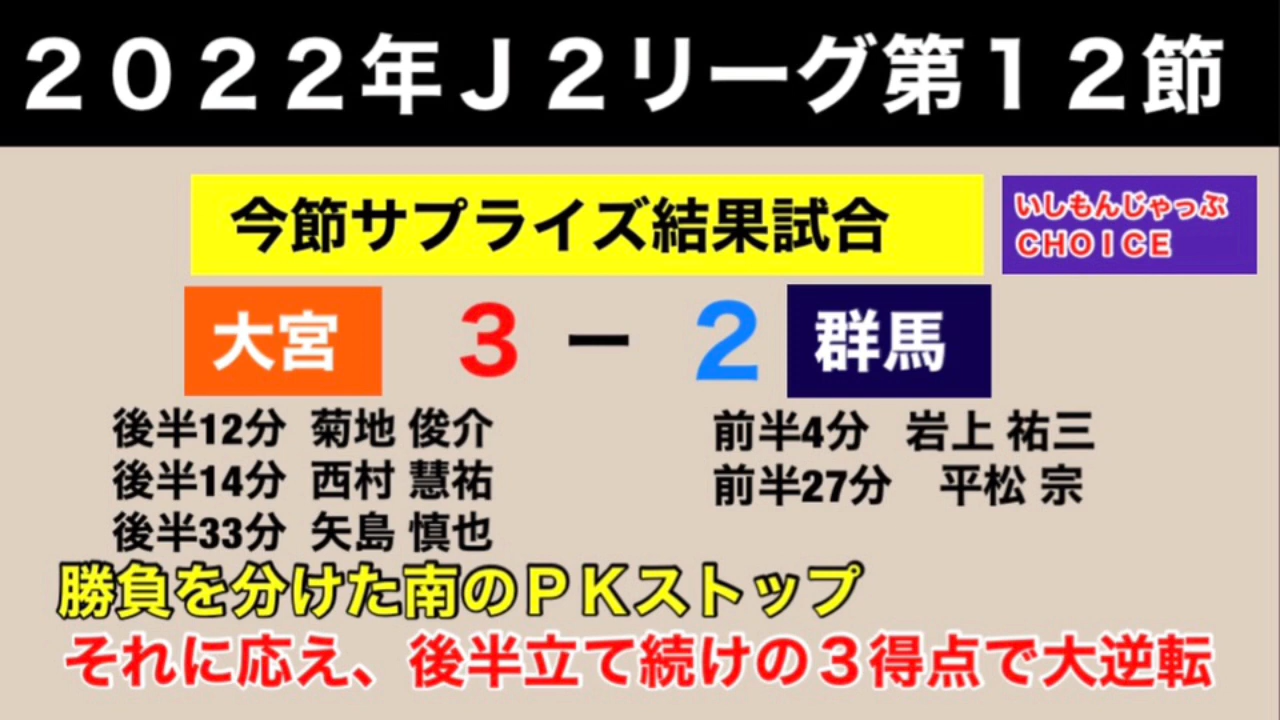 ２０２２年Ｊ２リーグ第１２節
今節サプライズ結果試合
いしもんじゃっぷ
ＣＨＯＩＣＥ
大宮 3 ー 2 群馬
後半12分 菊地 俊介
後半14分 西村 慧祐
後半33分 矢島 慎也
前半4分 岩上 祐三
前半27分 平松 宗
勝負を分けた南のＰＫストップ
それに応え、後半立て続けの３得点で大逆転